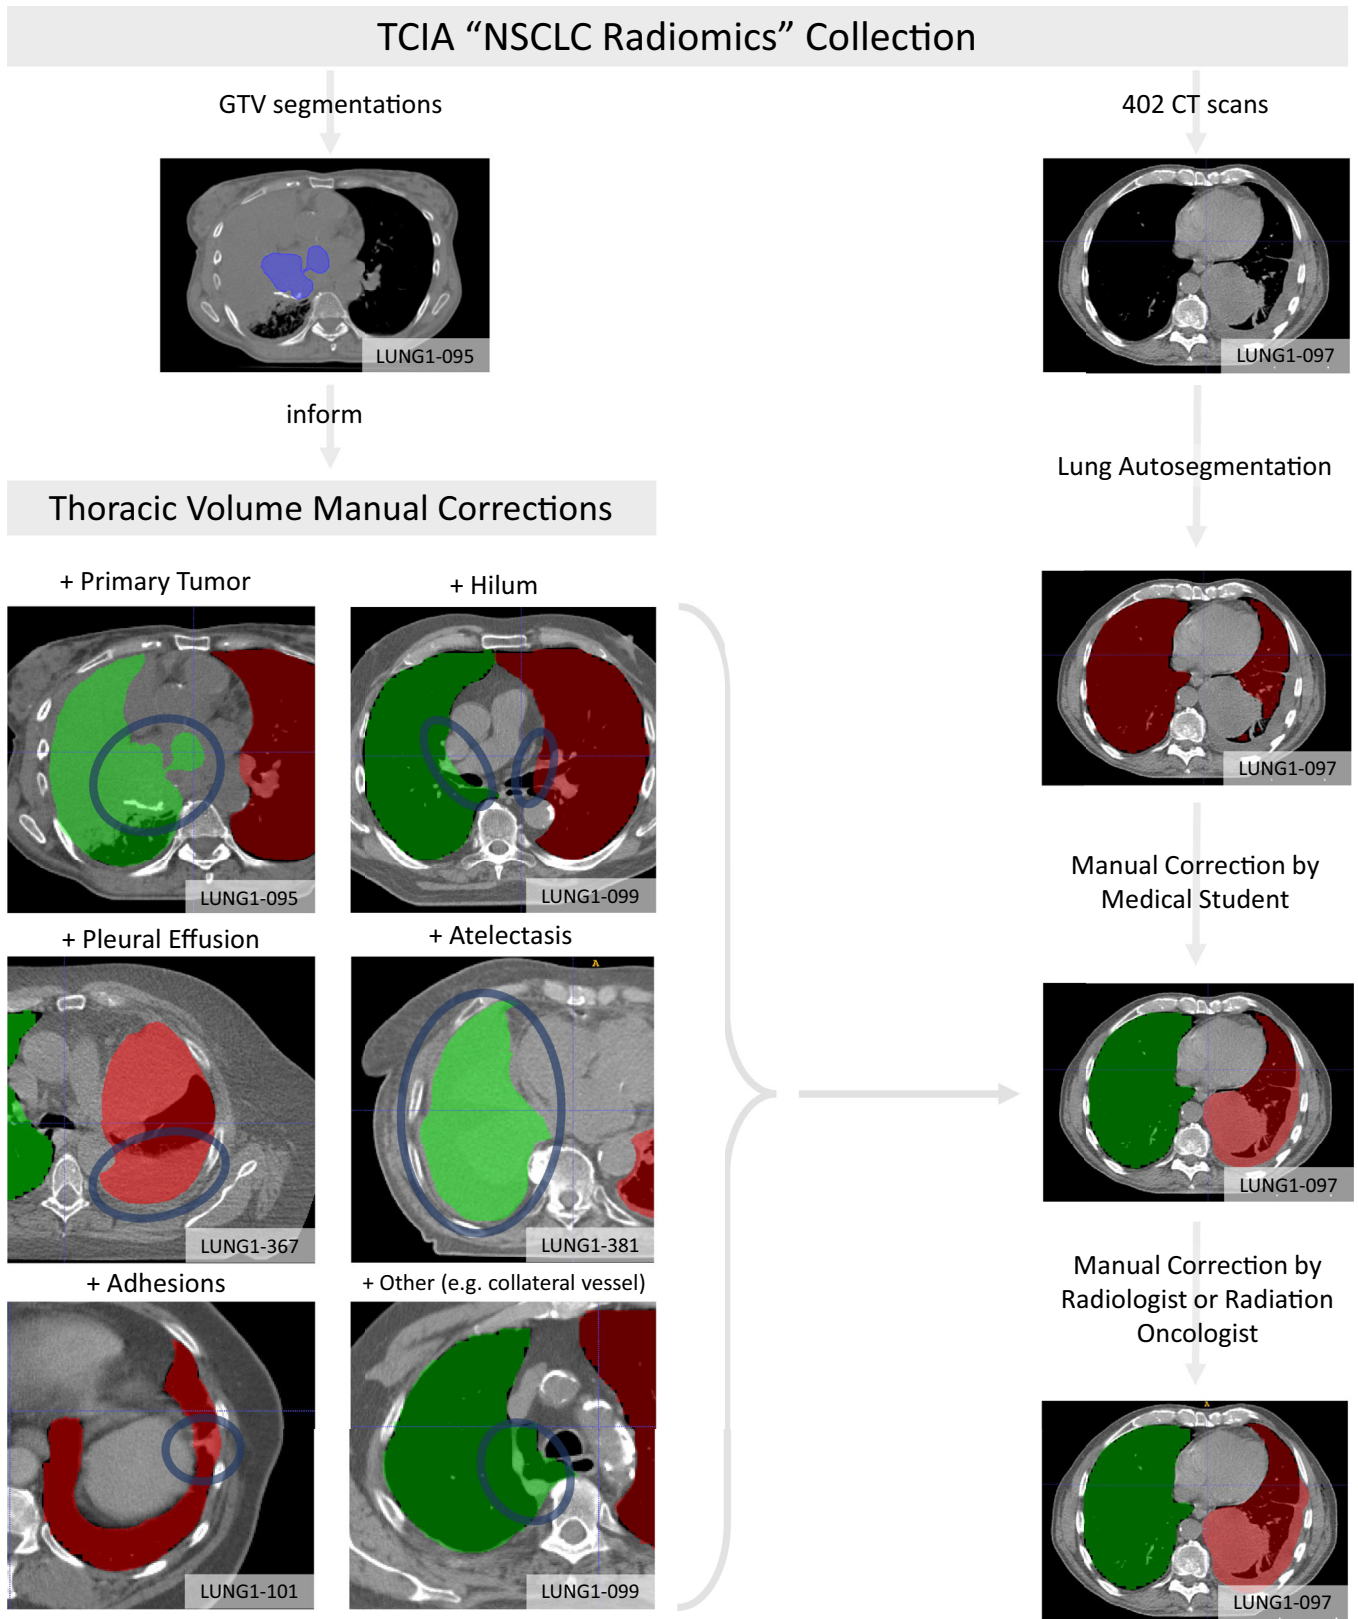 TCIA “NSCLC Radiomics” Collection
GTV segmentations
402 CT scans
LUNG1-095
LUNG1-097
inform
Lung Autosegmentation
Thoracic Volume Manual Corrections
+ Primary Tumor
+ Hilum
LUNG1-095
LUNG1-099
LUNG1-097
Manual Correction by
Medical Student
+ Pleural Effusion
+ Atelectasis
A
LUNG1-367
LUNG1-381
LUNG1-097
+ Adhesions
+ Other (e.g. collateral vessel)
Manual Correction by
Radiologist or Radiation
Oncologist
LUNG1-101
LUNG1-099
A
LUNG1-097